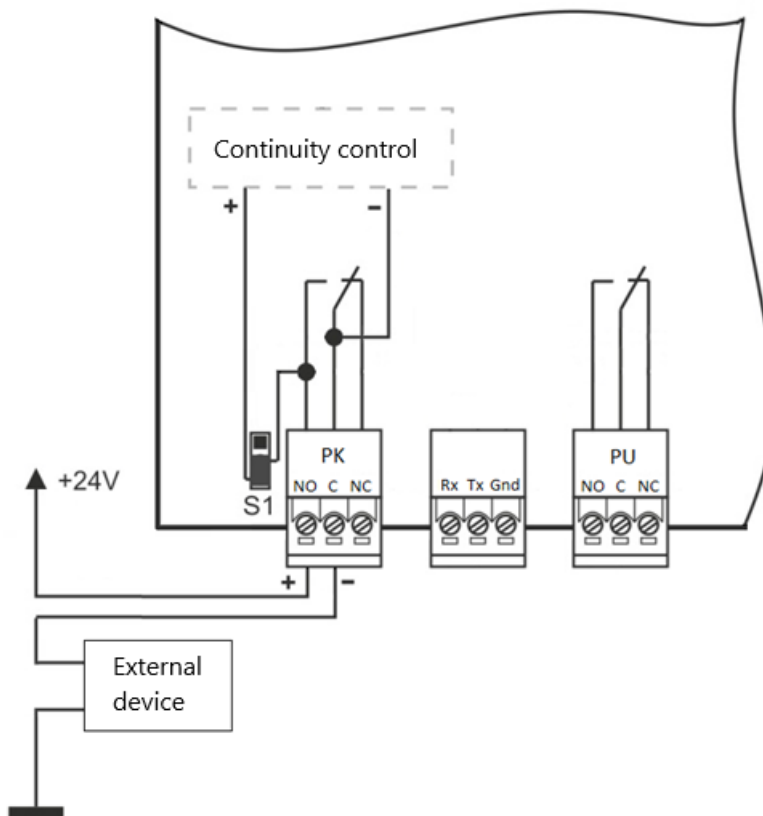 Continuity control
+
-
PK
PU
+24V
NO C NC
Rx Tx Gnd
NO C NC
S1
+ -
External
device